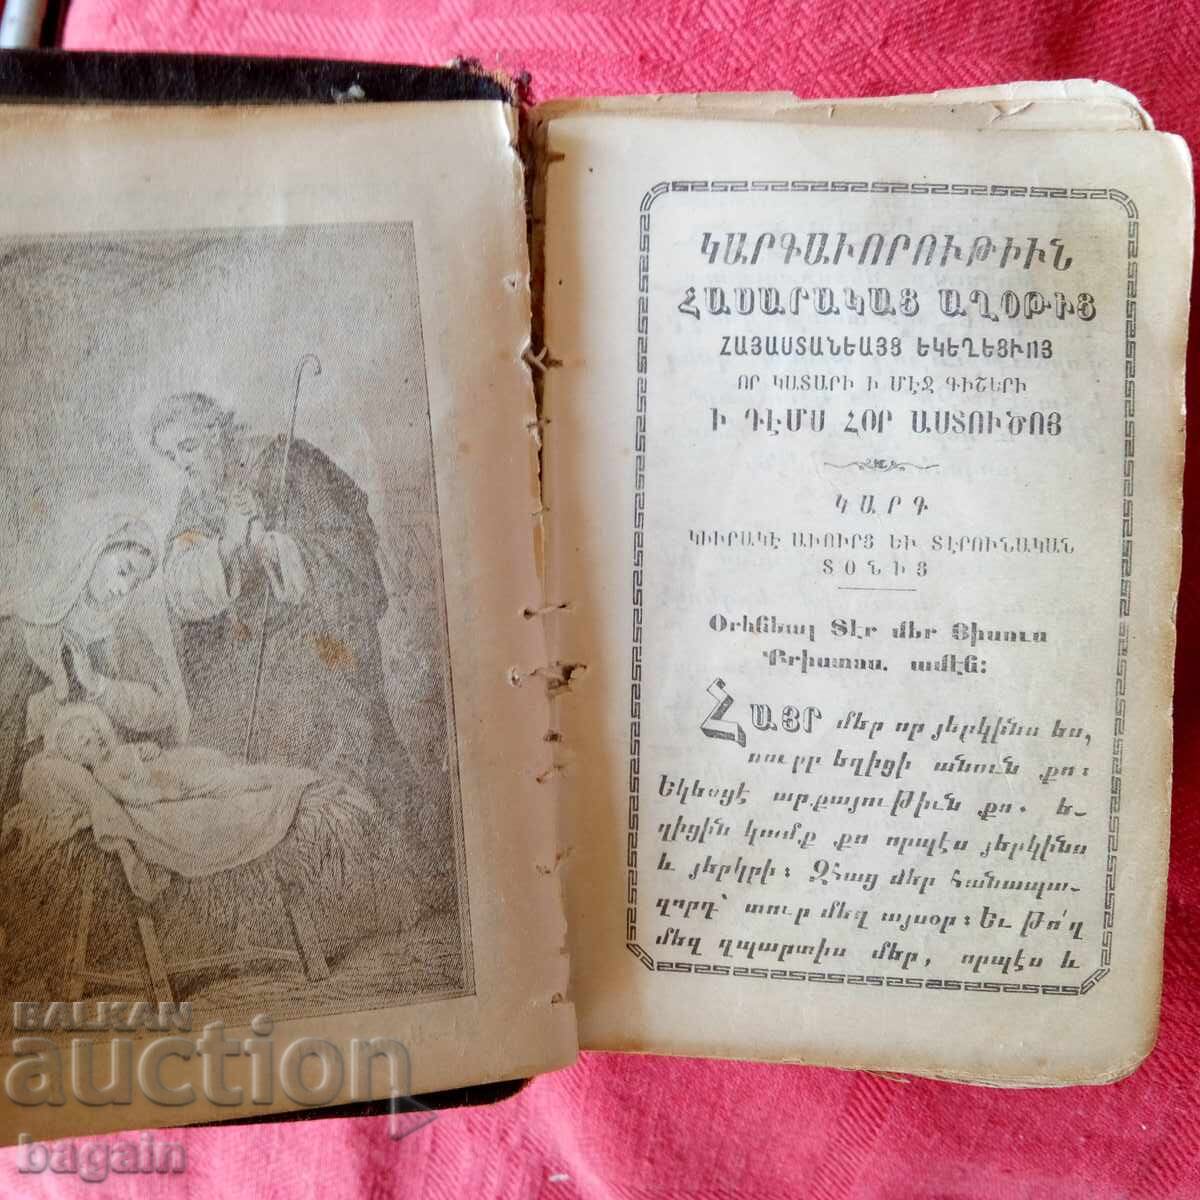 ԿԱՐԳԱՒՈՐՈՒԹԻՒՆ
ՀԱՍԱՐԱԿԱՑ ԱՂՕԹԻՑ
ՀԱՅԱՍՏԱՆԵԱՅՑ ԵԿԵՂԵՑՒՈՅ
ՈՐ ԿԱՏԱՐԻ Ի ՄԷՋ ԳԻՇԵՐԻ
Ի ԴԷՄՍ ՀՕՐ ԱՍՏՈՒԾՈՅ
ԿԱՐԳ
ԿԻՒՐԱԿԷ ԱՒՈՒՐՑ ԵՒ ՏԷՐՈՒՆԱԿԱՆ
ՏՕՆԻՑ
Օրհնեալ Տէր մեր Յիսուս
Քրիստոս. ամէն։
ՀԱՅՐ մեր որ յերկինս ես,
սուրբ եղիցի անուն քո։
Եկեսցէ արքայութիւն քո. ե-
ղիցին կամք քո որպէս յերկինս
և յերկրի։ Զհաց մեր հանապա-
զորդ՝ տուր մեզ այսօր։ Եւ թո՛ղ
մեզ զպարտիս մեր, որպէս և
BALKAN
auction
bagain